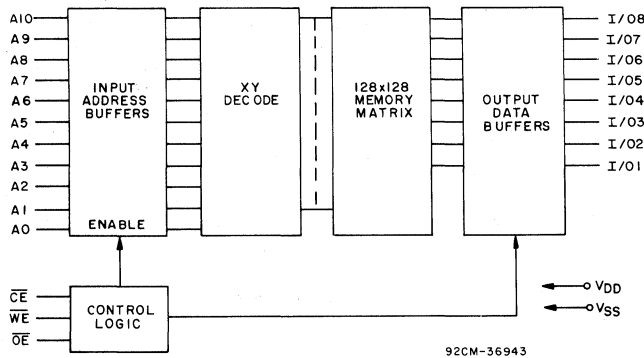 A10
A9
A8
A7
A6
A5
A4
A3
A2
A1
A0
INPUT
ADDRESS
BUFFERS
ENABLE
XY
DECODE
128x128
MEMORY
MATRIX
OUTPUT
DATA
BUFFERS
I/O8
I/O7
I/O6
I/O5
I/O4
I/O3
I/O2
I/O1
CE
WE
OE
CONTROL
LOGIC
VDD
VSS
92CM-36943